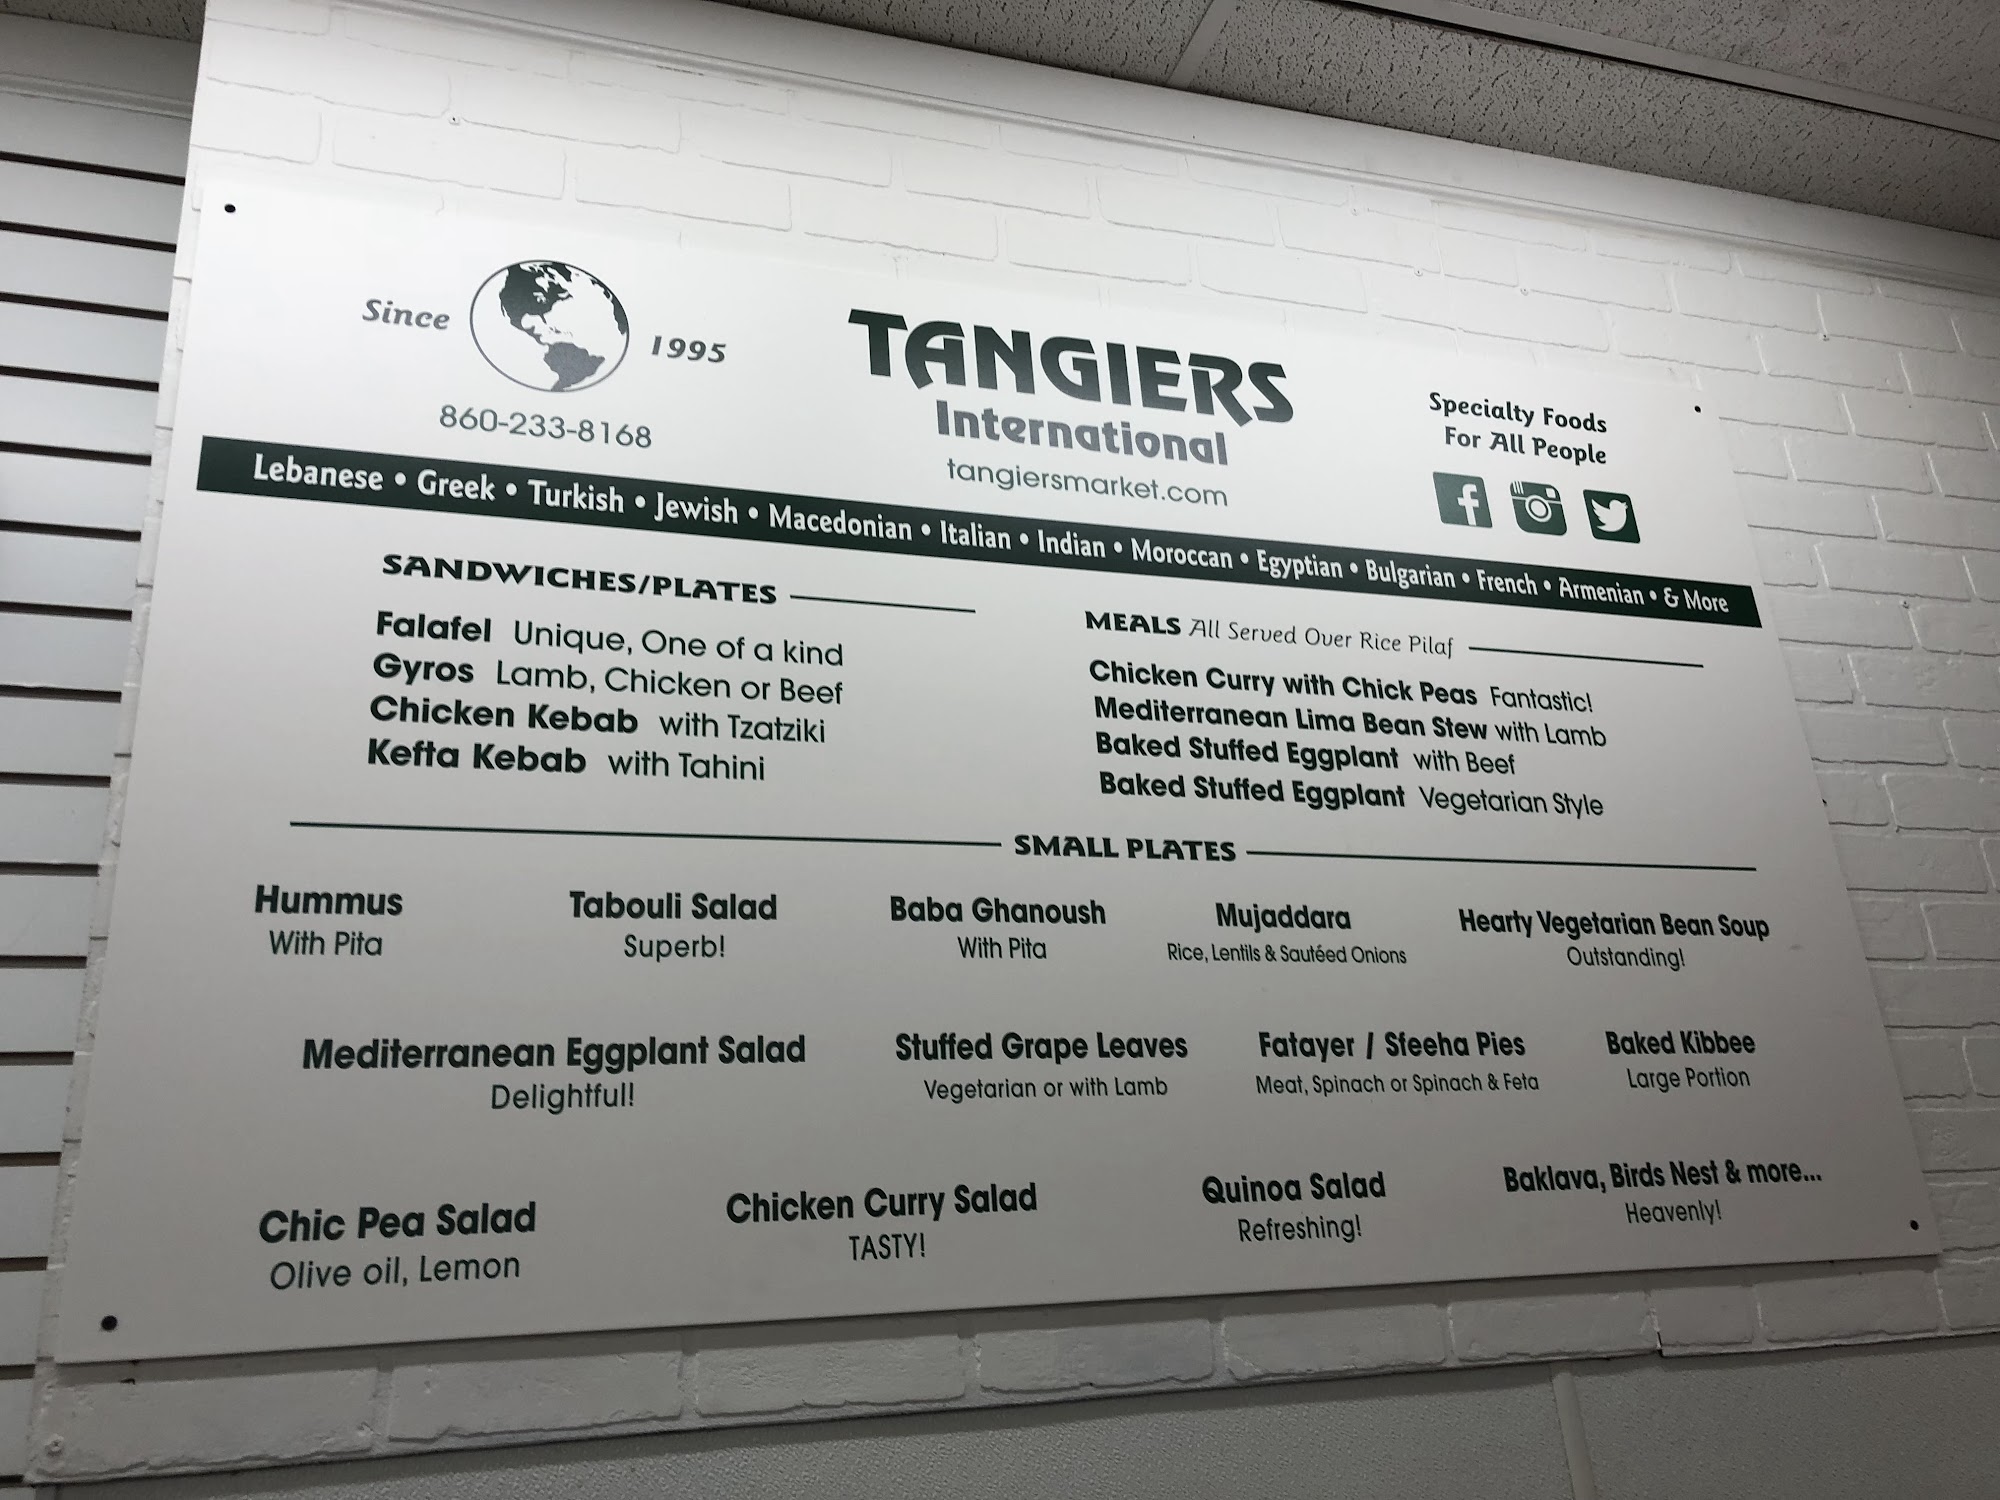 Since 1995
860-233-8168
TANGIERS
International
tangiersmarket.com
Specialty Foods
For All People
Lebanese • Greek • Turkish • Jewish • Macedonian • Italian • Indian • Moroccan • Egyptian • Bulgarian • French • Armenian • & More
SANDWICHES/PLATES
Falafel Unique, One of a kind
Gyros Lamb, Chicken or Beef
Chicken Kebab with Tzatziki
Kefta Kebab with Tahini
MEALS All Served Over Rice Pilaf
Chicken Curry with Chick Peas Fantastic!
Mediterranean Lima Bean Stew with Lamb
Baked Stuffed Eggplant with Beef
Baked Stuffed Eggplant Vegetarian Style
SMALL PLATES
Hummus
With Pita
Tabouli Salad
Superb!
Baba Ghanoush
With Pita
Mujaddara
Rice, Lentils & Sautéed Onions
Hearty Vegetarian Bean Soup
Outstanding!
Mediterranean Eggplant Salad
Delightful!
Stuffed Grape Leaves
Vegetarian or with Lamb
Fatayer / Sfeeha Pies
Meat, Spinach or Spinach & Feta
Baked Kibbee
Large Portion
Chic Pea Salad
Olive oil, Lemon
Chicken Curry Salad
TASTY!
Quinoa Salad
Refreshing!
Baklava, Birds Nest & more...
Heavenly!